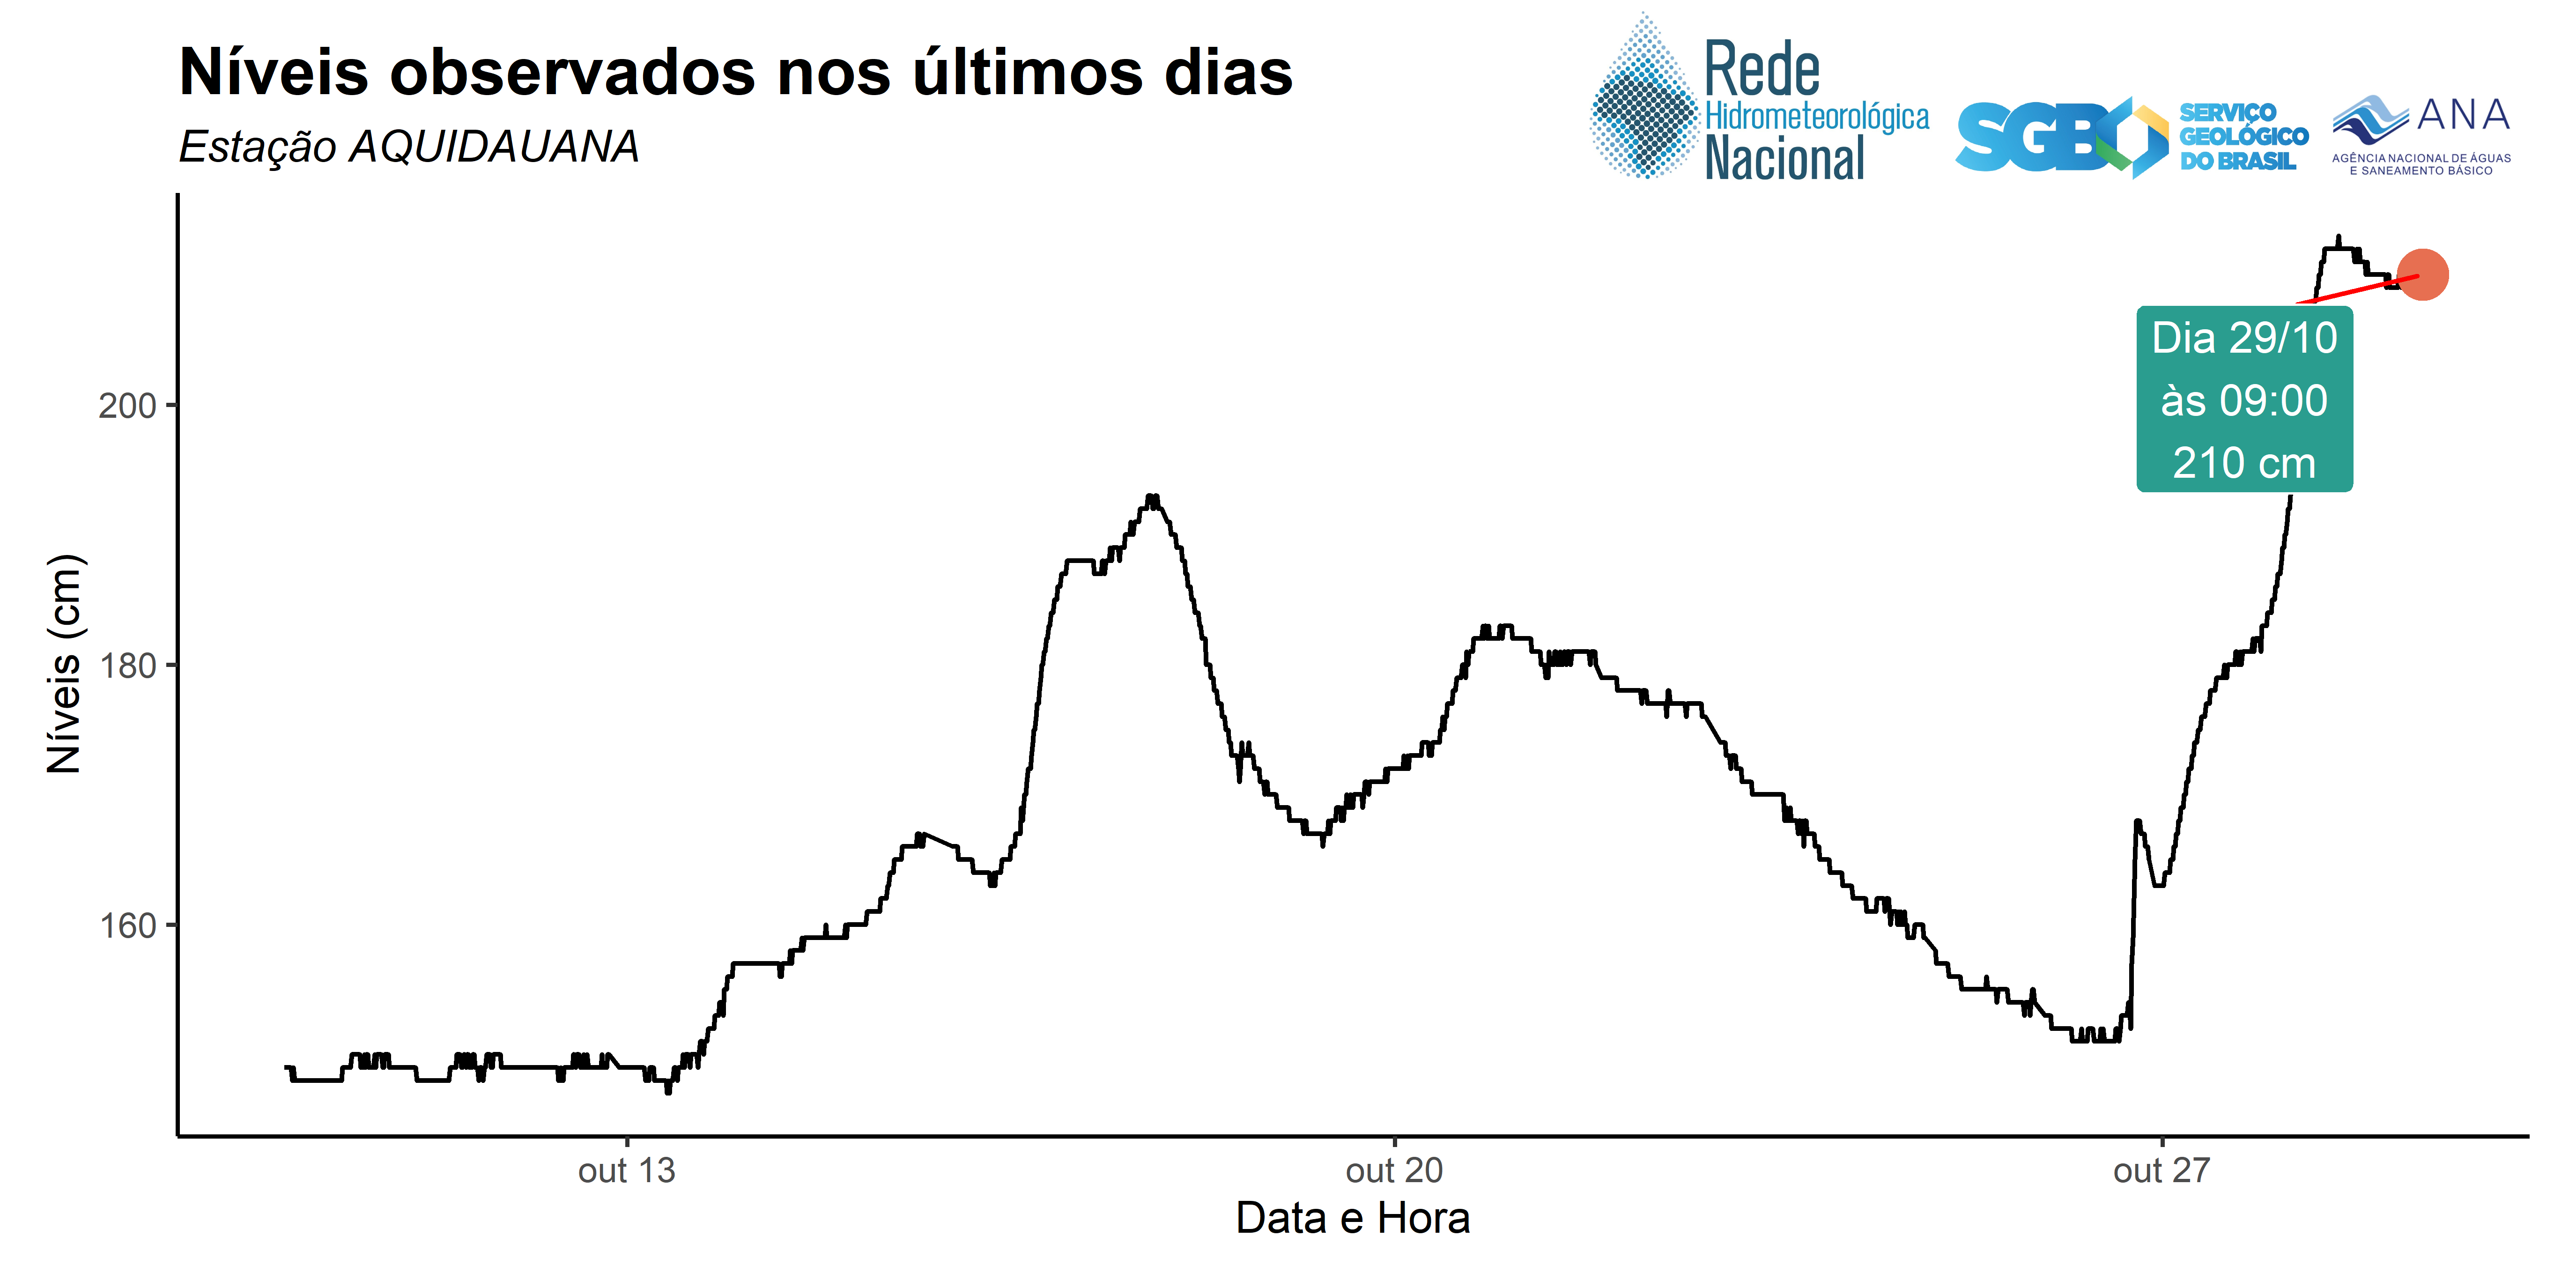 Níveis observados nos últimos dias
Estação AQUIDAUANA
Rede
Hidrometeorológica
Nacional
SGB
SERVIÇO
GEOLÓGICO
DO BRASIL
ANA
AGÊNCIA NACIONAL DE ÁGUAS
E SANEAMENTO BÁSICO
Níveis (cm)
200
180
160
Dia 29/10
às 09:00
210 cm
out 13
out 20
out 27
Data e Hora